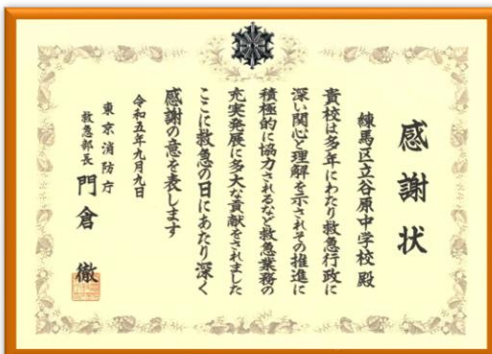 感謝状
練馬区立谷原中学校 殿
貴校は多年にわたり救急行政に
深い関心と理解を示されその推進に
積極的に協力されるなど救急業務の
充実発展に多大な貢献をされました
ここに救急の日にあたり深く
感謝の意を表します
令和五年九月九日
東京消防庁
救急部長 門倉 徹